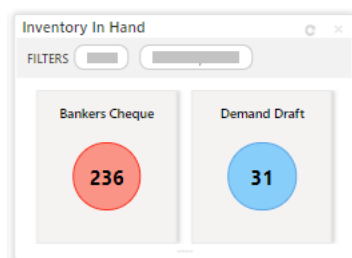 Inventory In Hand
FILTERS
Bankers Cheque
Demand Draft
236
31